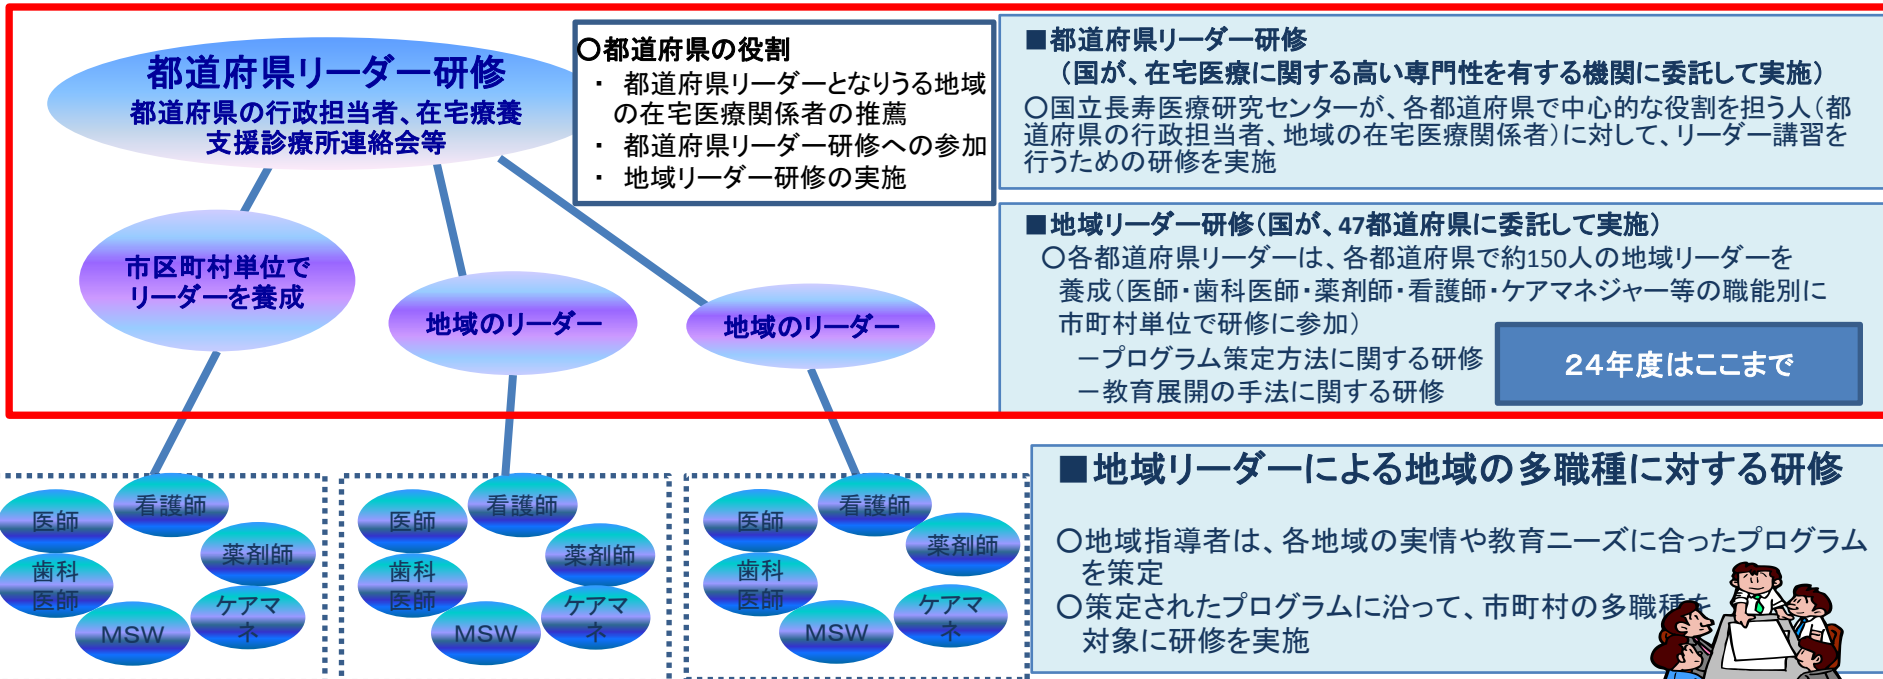 都道府県リーダー研修
都道府県の行政担当者、在宅療養
支援診療所連絡会等
市区町村単位で
リーダーを養成
地域のリーダー
地域のリーダー
〇都道府県の役割
・ 都道府県リーダーとなりうる地域
の在宅医療関係者の推薦
・ 都道府県リーダー研修への参加
・ 地域リーダー研修の実施
■都道府県リーダー研修
（国が、在宅医療に関する高い専門性を有する機関に委託して実施）
〇国立長寿医療研究センターが、各都道府県で中心的な役割を担う人（都
道府県の行政担当者、地域の在宅医療関係者）に対して、リーダー講習を
行うための研修を実施
■地域リーダー研修（国が、47都道府県に委託して実施）
〇各都道府県リーダーは、各都道府県で約150人の地域リーダーを
養成（医師・歯科医師・薬剤師・看護師・ケアマネジャー等の職能別に
市町村単位で研修に参加）
－プログラム策定方法に関する研修
－教育展開の手法に関する研修
２４年度はここまで
医師
看護師
薬剤師
歯科
医師
ケアマ
ネ
MSW
医師
看護師
薬剤師
歯科
医師
ケアマ
ネ
MSW
医師
看護師
薬剤師
歯科
医師
ケアマ
ネ
MSW
■地域リーダーによる地域の多職種に対する研修
〇地域指導者は、各地域の実情や教育ニーズに合ったプログラム
を策定
〇策定されたプログラムに沿って、市町村の多職種を
対象に研修を実施